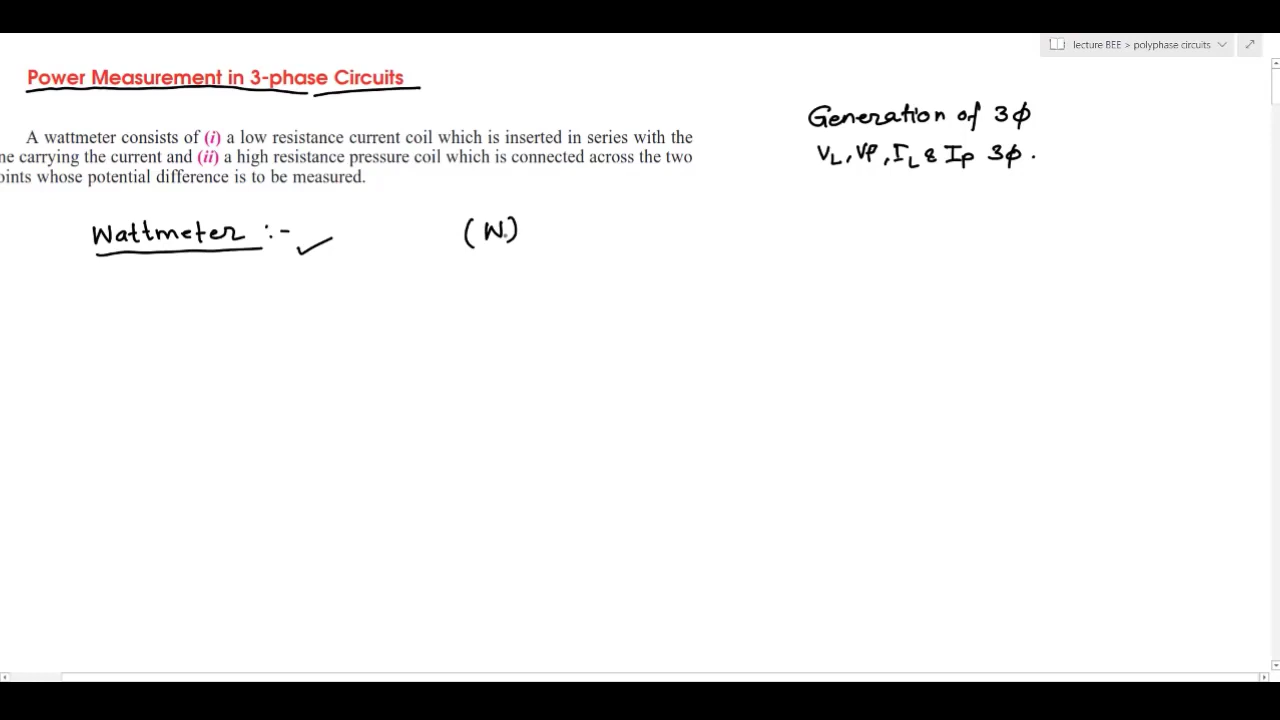 lecture BEE > polyphase circuits
Power Measurement in 3-phase Circuits
Generation of 3ϕ
VL, VP, IL & IP 3ϕ.
A wattmeter consists of (i) a low resistance current coil which is inserted in series with the
ne carrying the current and (ii) a high resistance pressure coil which is connected across the two
oints whose potential difference is to be measured.
Wattmeter :- (W)